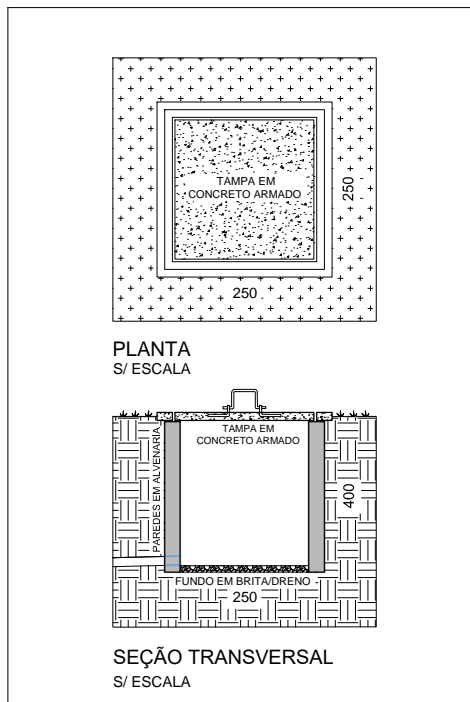 TAMPA EM
CONCRETO ARMADO
250
250
PLANTA
S/ ESCALA
TAMPA EM
CONCRETO ARMADO
PAREDES EM ALVENARIA
400
FUNDO EM BRITA/DRENO
250
SEÇÃO TRANSVERSAL
S/ ESCALA